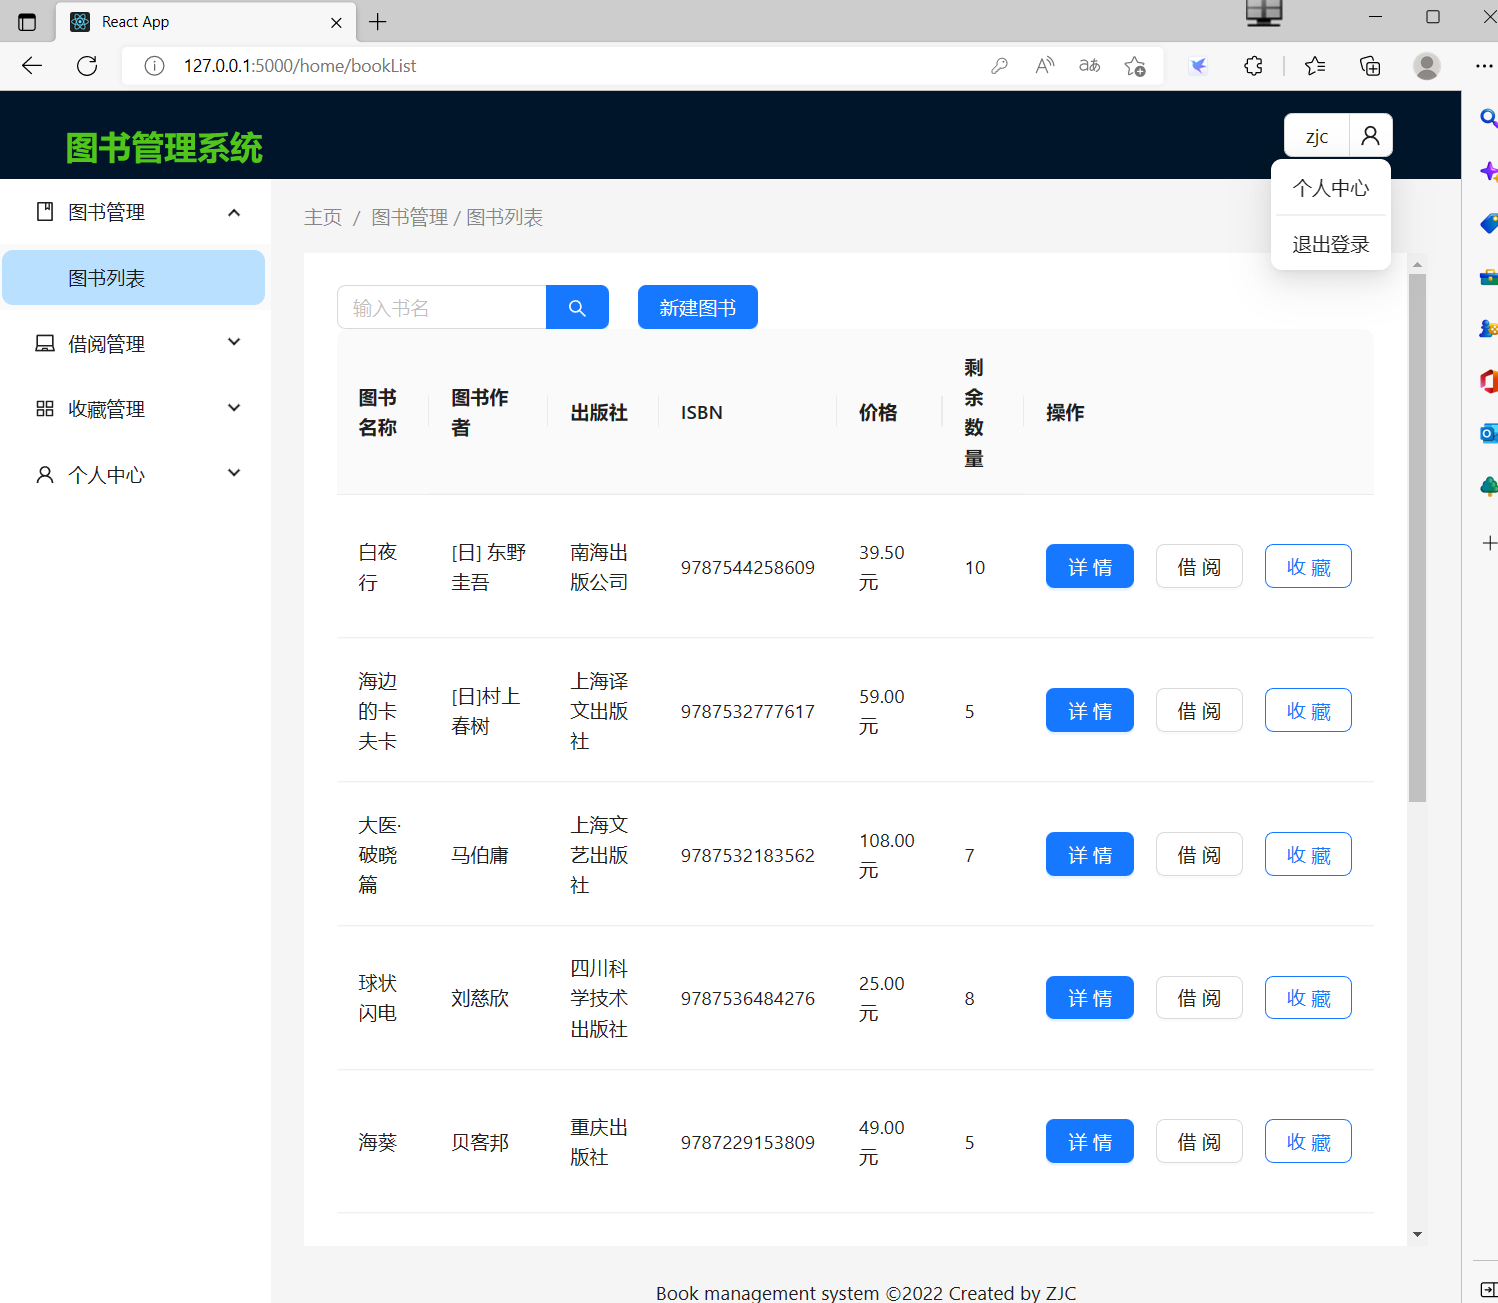 React App
127.0.0.1:5000/home/bookList
图书管理系统
zjc
个人中心
退出登录
图书管理
图书列表
借阅管理
收藏管理
个人中心
主页 / 图书管理 / 图书列表
输入书名
新建图书
图书
名称
图书作
者
出版社
ISBN
价格
剩
余
数
量
操作
白夜
行
[日] 东野
圭吾
南海出
版公司
9787544258609
39.50
元
10
详 情
借 阅
收 藏
海边
的卡
夫卡
[日]村上
春树
上海译
文出版
社
9787532777617
59.00
元
5
详 情
借 阅
收 藏
大医·
破晓
篇
马伯庸
上海文
艺出版
社
9787532183562
108.00
元
7
详 情
借 阅
收 藏
球状
闪电
刘慈欣
四川科
学技术
出版社
9787536484276
25.00
元
8
详 情
借 阅
收 藏
海葵
贝客邦
重庆出
版社
9787229153809
49.00
元
5
详 情
借 阅
收 藏
Book management system ©2022 Created by ZJC